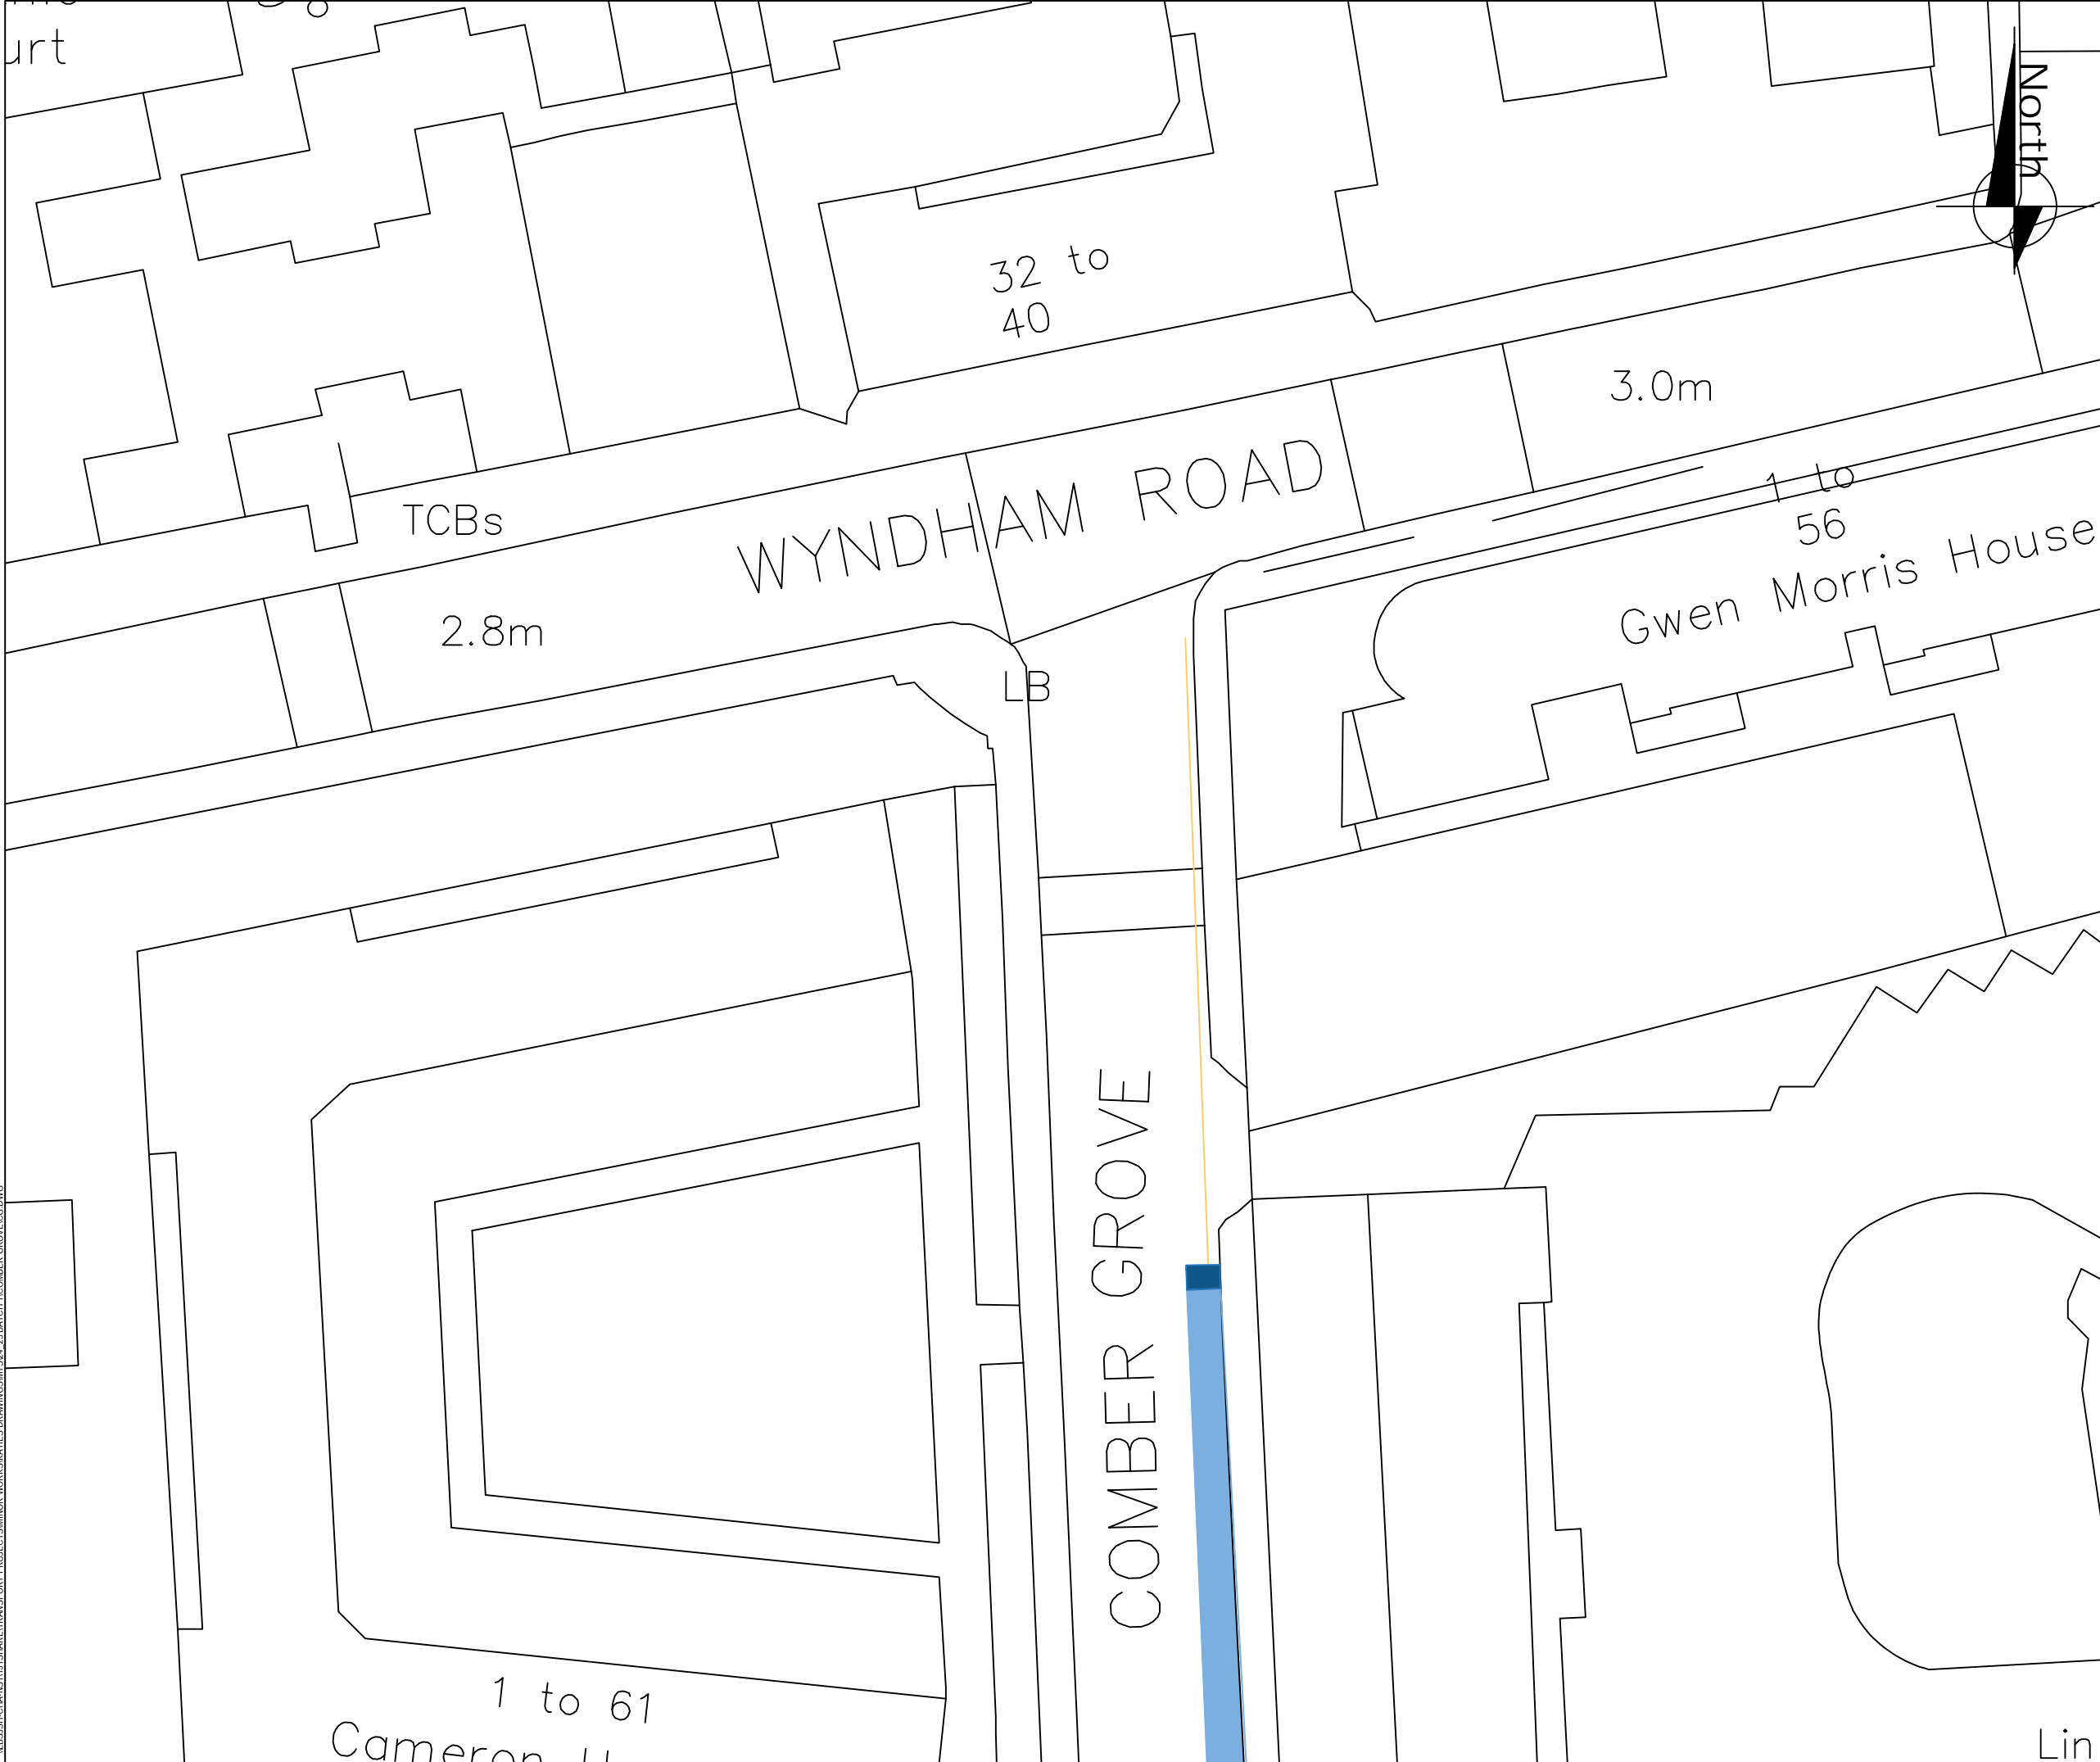 urt
North
32 to
40
3.0m
WYNDHAM ROAD
TCBs
1 to
56
Gwen Morris House
2.8m
LB
COMBER GROVE
1 to 61
Cameron
Lin